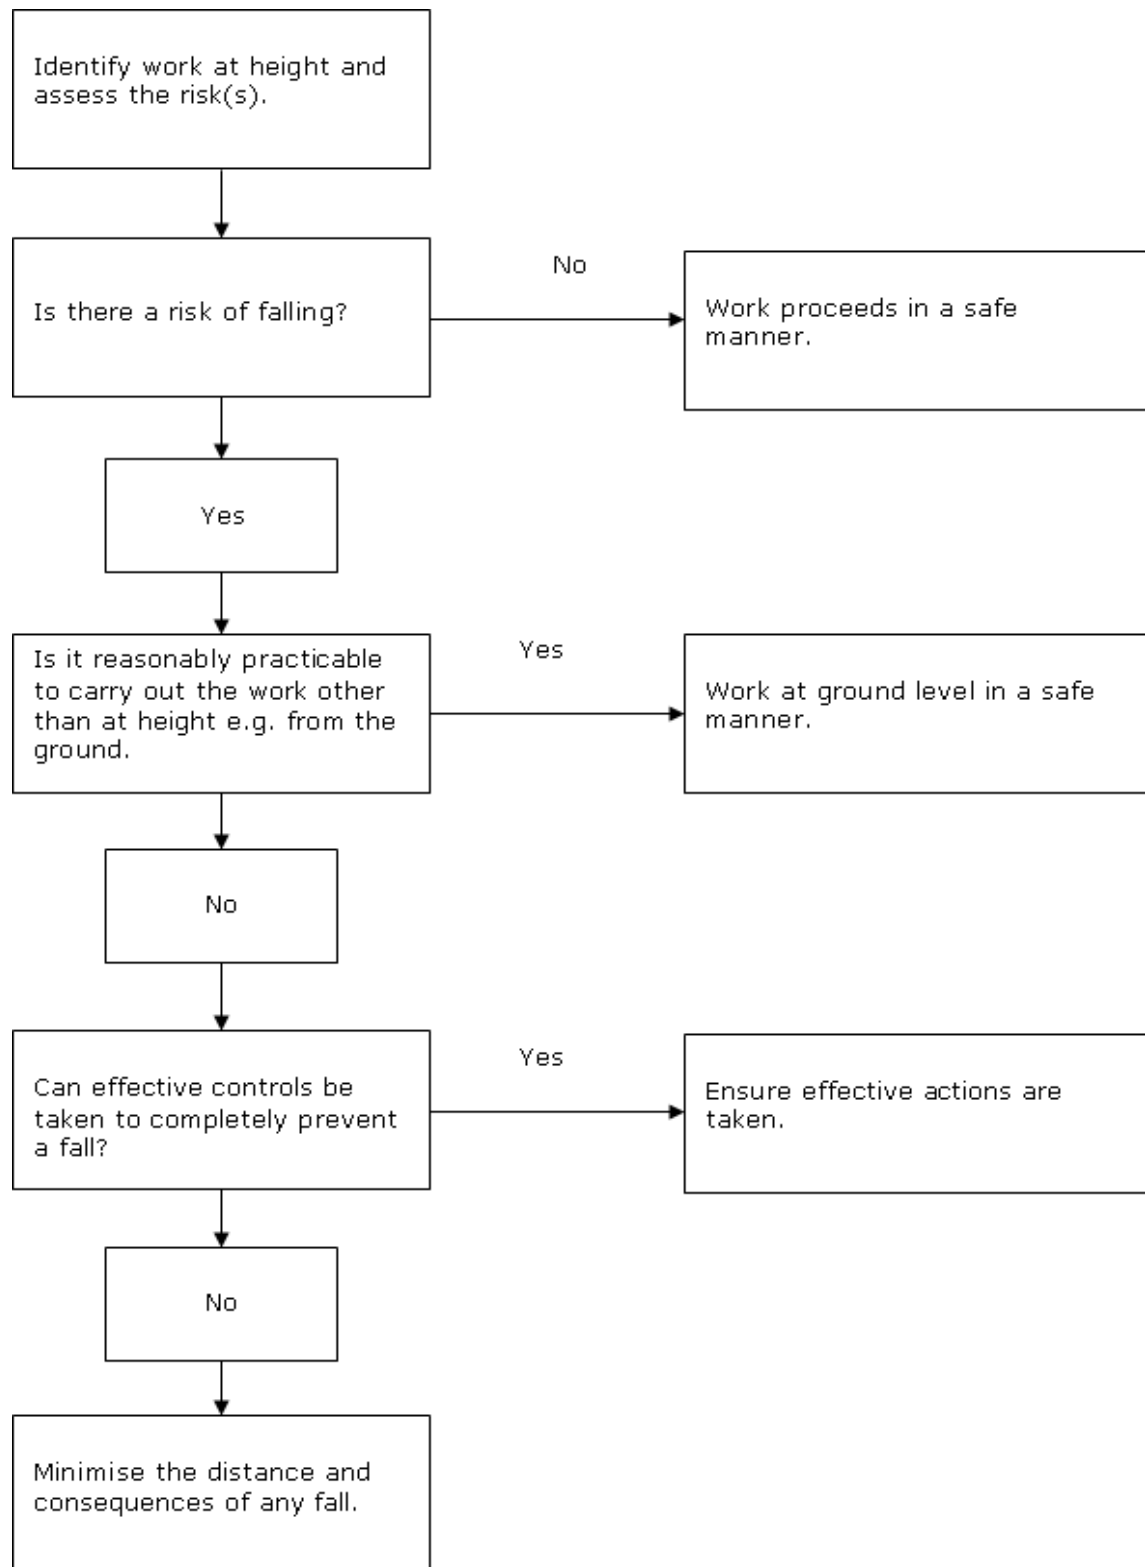 Identify work at height and
assess the risk(s).
Is there a risk of falling?
No
Work proceeds in a safe
manner.
Yes
Is it reasonably practicable
to carry out the work other
than at height e.g. from the
ground.
Yes
Work at ground level in a safe
manner.
No
Can effective controls be
taken to completely prevent
a fall?
Yes
Ensure effective actions are
taken.
No
Minimise the distance and
consequences of any fall.